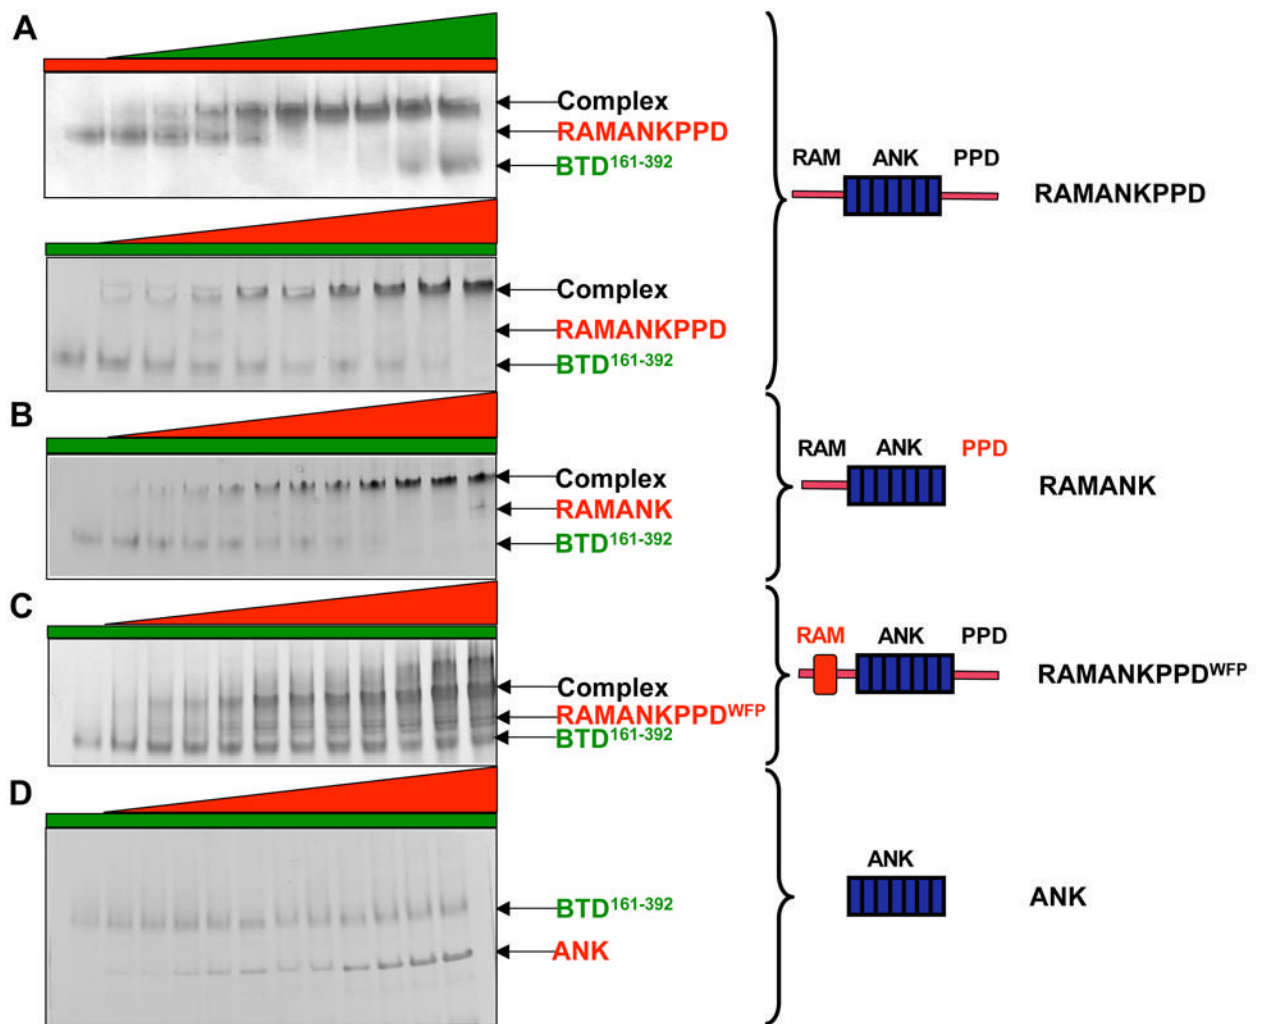 A
Complex
RAMANKPPD
BTD161-392
RAM ANK PPD
RAMANKPPD
Complex
RAMANKPPD
BTD161-392
B
Complex
RAMANK
BTD161-392
RAM ANK PPD
RAMANK
C
Complex
RAMANKPPDWFP
BTD161-392
RAM ANK PPD
RAMANKPPDWFP
D
BTD161-392
ANK
ANK
ANK